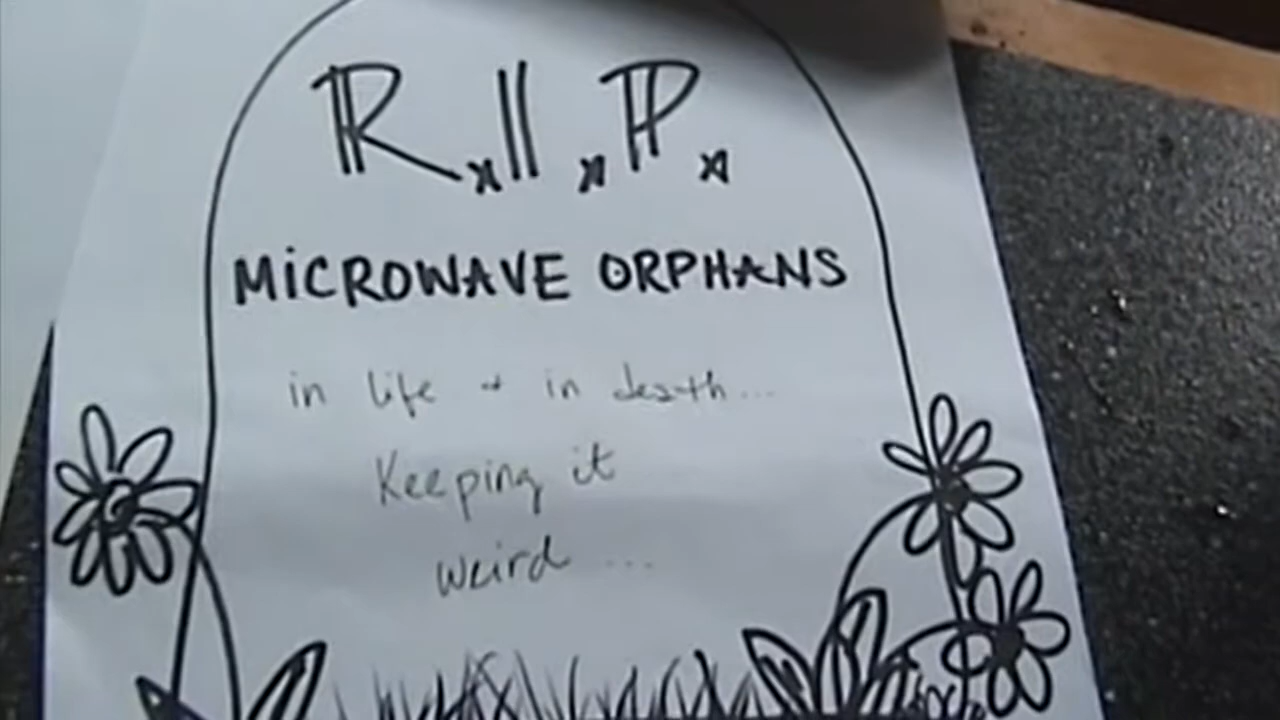 R.I.P.
MiCROWAVE ORPHANS
in life + in death...
Keeping it
weird ...